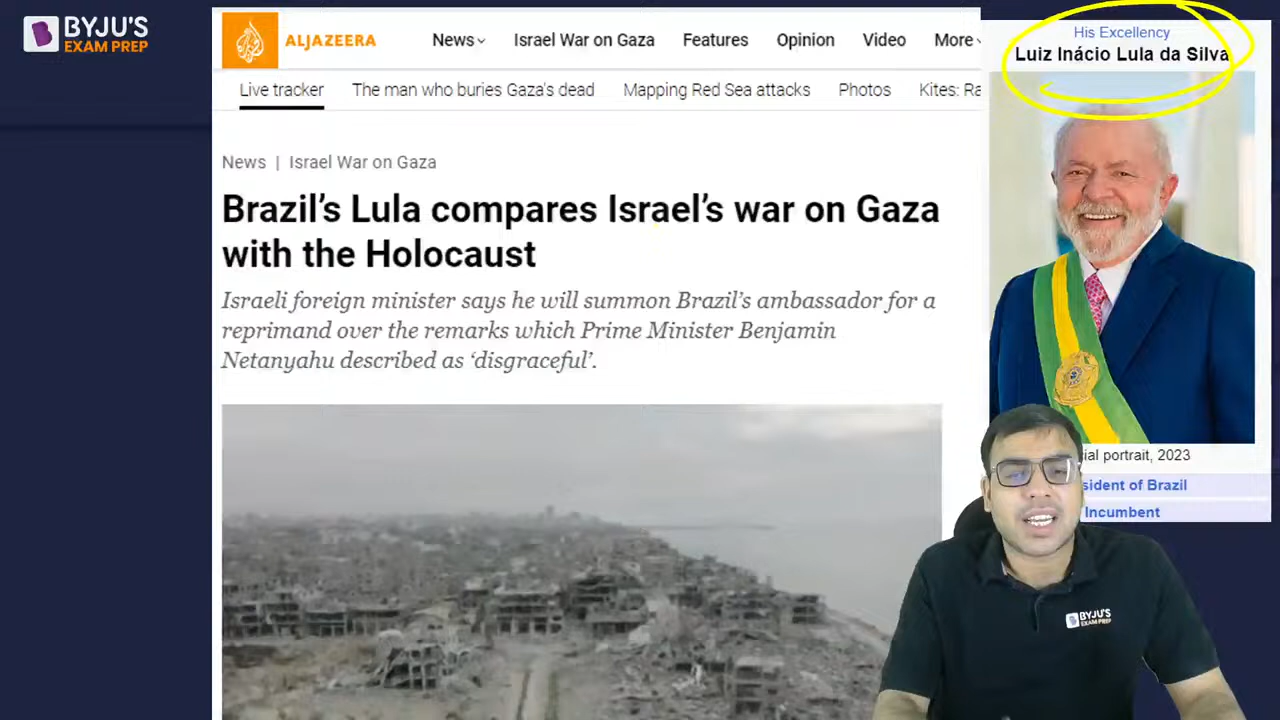 BYJU'S
EXAM PREP
ALJAZEERA
News
Israel War on Gaza
Features
Opinion
Video
More
Live tracker
The man who buries Gaza's dead
Mapping Red Sea attacks
Photos
Kites: Ra
News | Israel War on Gaza
Brazil's Lula compares Israel's war on Gaza
with the Holocaust
Israeli foreign minister says he will summon Brazil's ambassador for a
reprimand over the remarks which Prime Minister Benjamin
Netanyahu described as 'disgraceful'.
His Excellency
Luiz Inácio Lula da Silva
cial portrait, 2023
sident of Brazil
Incumbent
BYJU'S
EXAM PREP